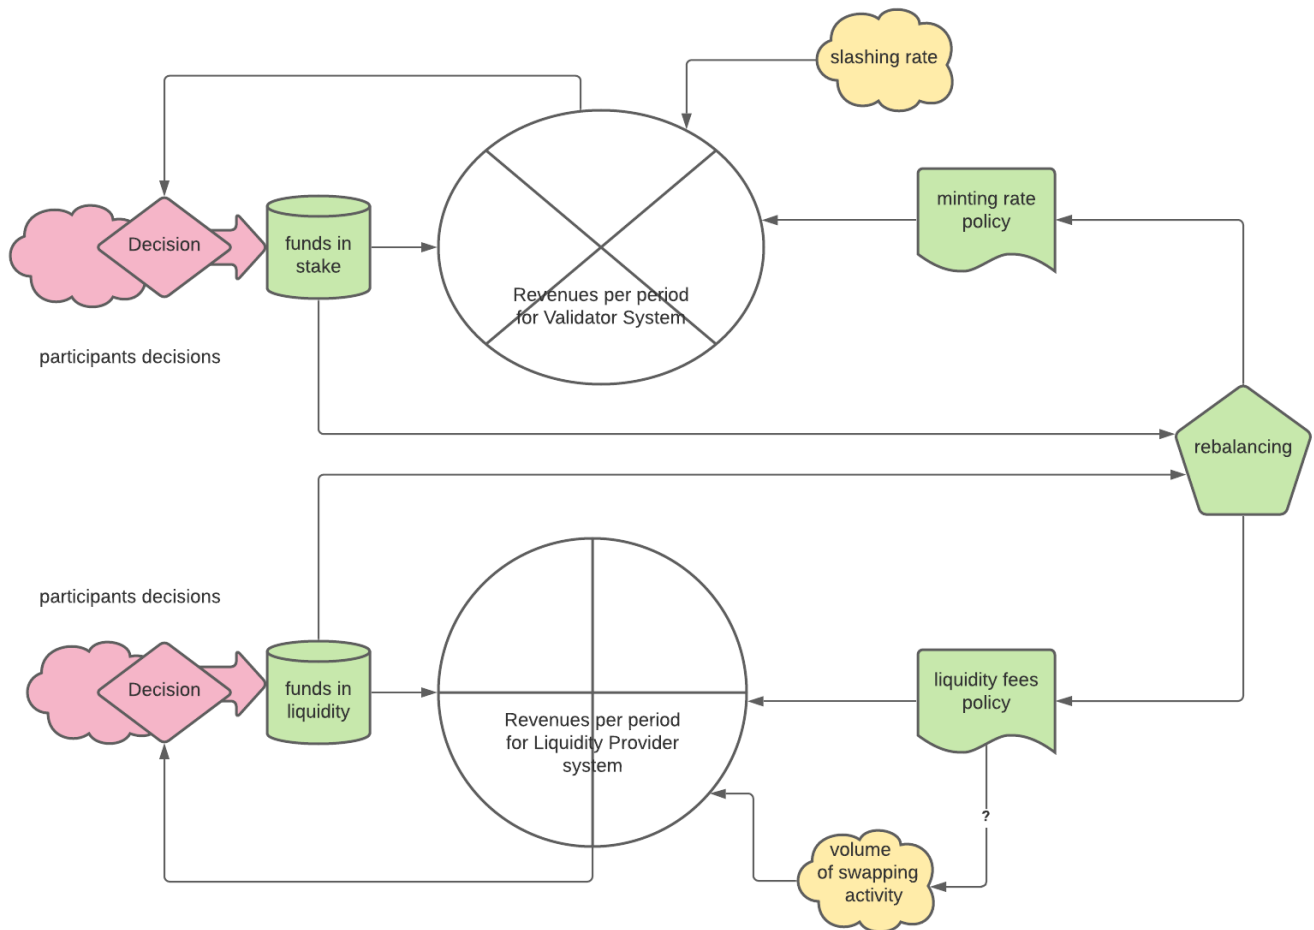 slashing rate
minting rate
policy
Decision
funds in
stake
Revenues per period
for Validator System
participants decisions
rebalancing
participants decisions
Decision
funds in
liquidity
liquidity fees
policy
Revenues per period
for Liquidity Provider
system
?
volume
of swapping
activity